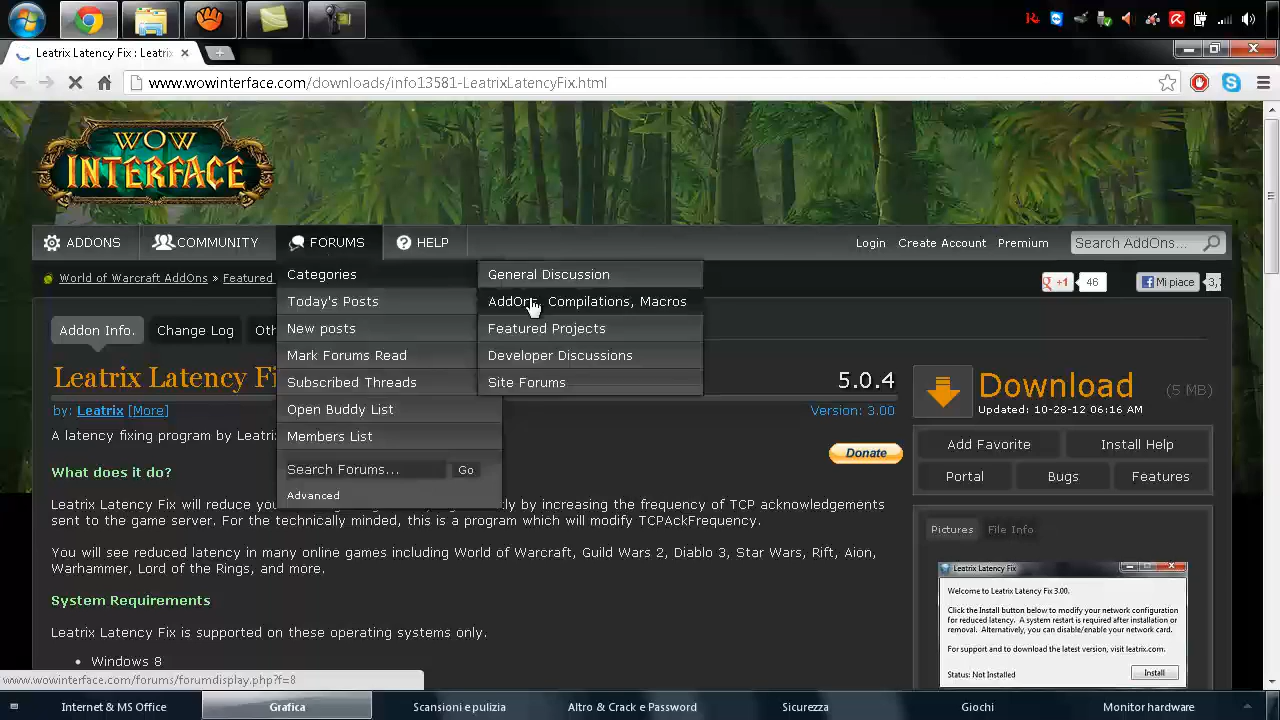 Leatrix Latency Fix : Leatri
www.wowinterface.com/downloads/info13581-LeatrixLatencyFix.html
WOW
INTERFACE
ADDONS
COMMUNITY
FORUMS
HELP
Login
Create Account
Premium
Search AddOns...
World of Warcraft AddOns » Featured
+1
46
Mi piace
3,
Categories
Today's Posts
New posts
Mark Forums Read
Subscribed Threads
Open Buddy List
Members List
Search Forums...
Go
Advanced
General Discussion
AddOns, Compilations, Macros
Featured Projects
Developer Discussions
Site Forums
Addon Info.
Change Log
Leatrix Latency Fi
by: Leatrix [More]
5.0.4
Version: 3.00
A latency fixing program by Leatri
Donate
What does it do?
Leatrix Latency Fix will reduce you
ly by increasing the frequency of TCP acknowledgements
sent to the game server. For the technically minded, this is a program which will modify TCPAckFrequency.
You will see reduced latency in many online games including World of Warcraft, Guild Wars 2, Diablo 3, Star Wars, Rift, Aion,
Warhammer, Lord of the Rings, and more.
System Requirements
Leatrix Latency Fix is supported on these operating systems only.
• Windows 8
Download
(5 MB)
Updated: 10-28-12 06:16 AM
Add Favorite
Install Help
Portal
Bugs
Features
Pictures
File Info
Leatrix Latency Fix
Welcome to Leatrix Latency Fix 3.00.
Click the Install button below to modify your network configuration
for reduced latency. A system restart is required after installation or
removal. Alternatively, you can disable/enable your network card.
For support and to download the latest version, visit leatrix.com.
Status: Not Installed
Install
www.wowinterface.com/forums/forumdisplay.php?f=8
Internet & MS Office
Grafica
Scansioni e pulizia
Altro & Crack e Password
Sicurezza
Giochi
Monitor hardware